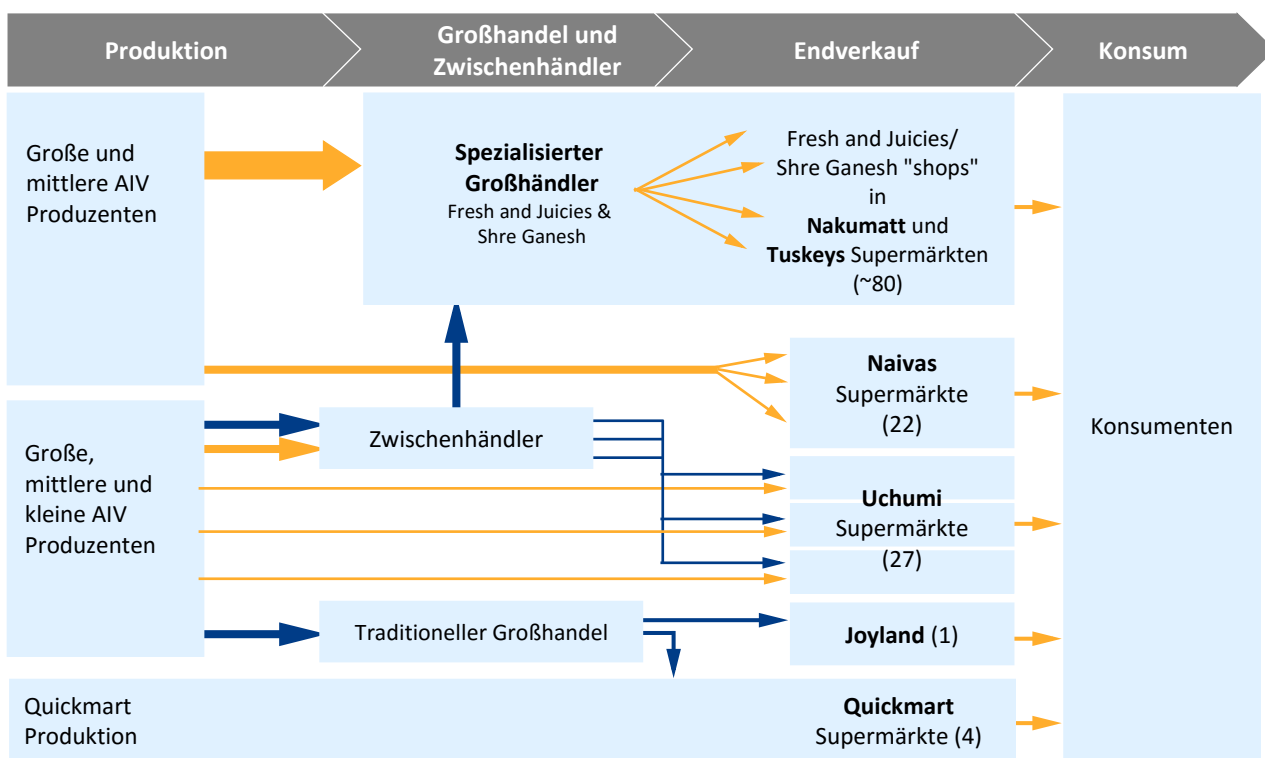 Produktion
Großhandel und
Zwischenhändler
Endverkauf
Konsum
Große und
mittlere AIV
Produzenten
Spezialisierter
Großhändler
Fresh and Juicies &
Shre Ganesh
Fresh and Juicies/
Shre Ganesh "shops"
in
Nakumatt und
Tuskeys Supermärkten
(~80)
Naivas
Supermärkte
(22)
Große,
mittlere und
kleine AIV
Produzenten
Zwischenhändler
Uchumi
Supermärkte
(27)
Konsumenten
Traditioneller Großhandel
Joyland (1)
Quickmart
Produktion
Quickmart
Supermärkte (4)